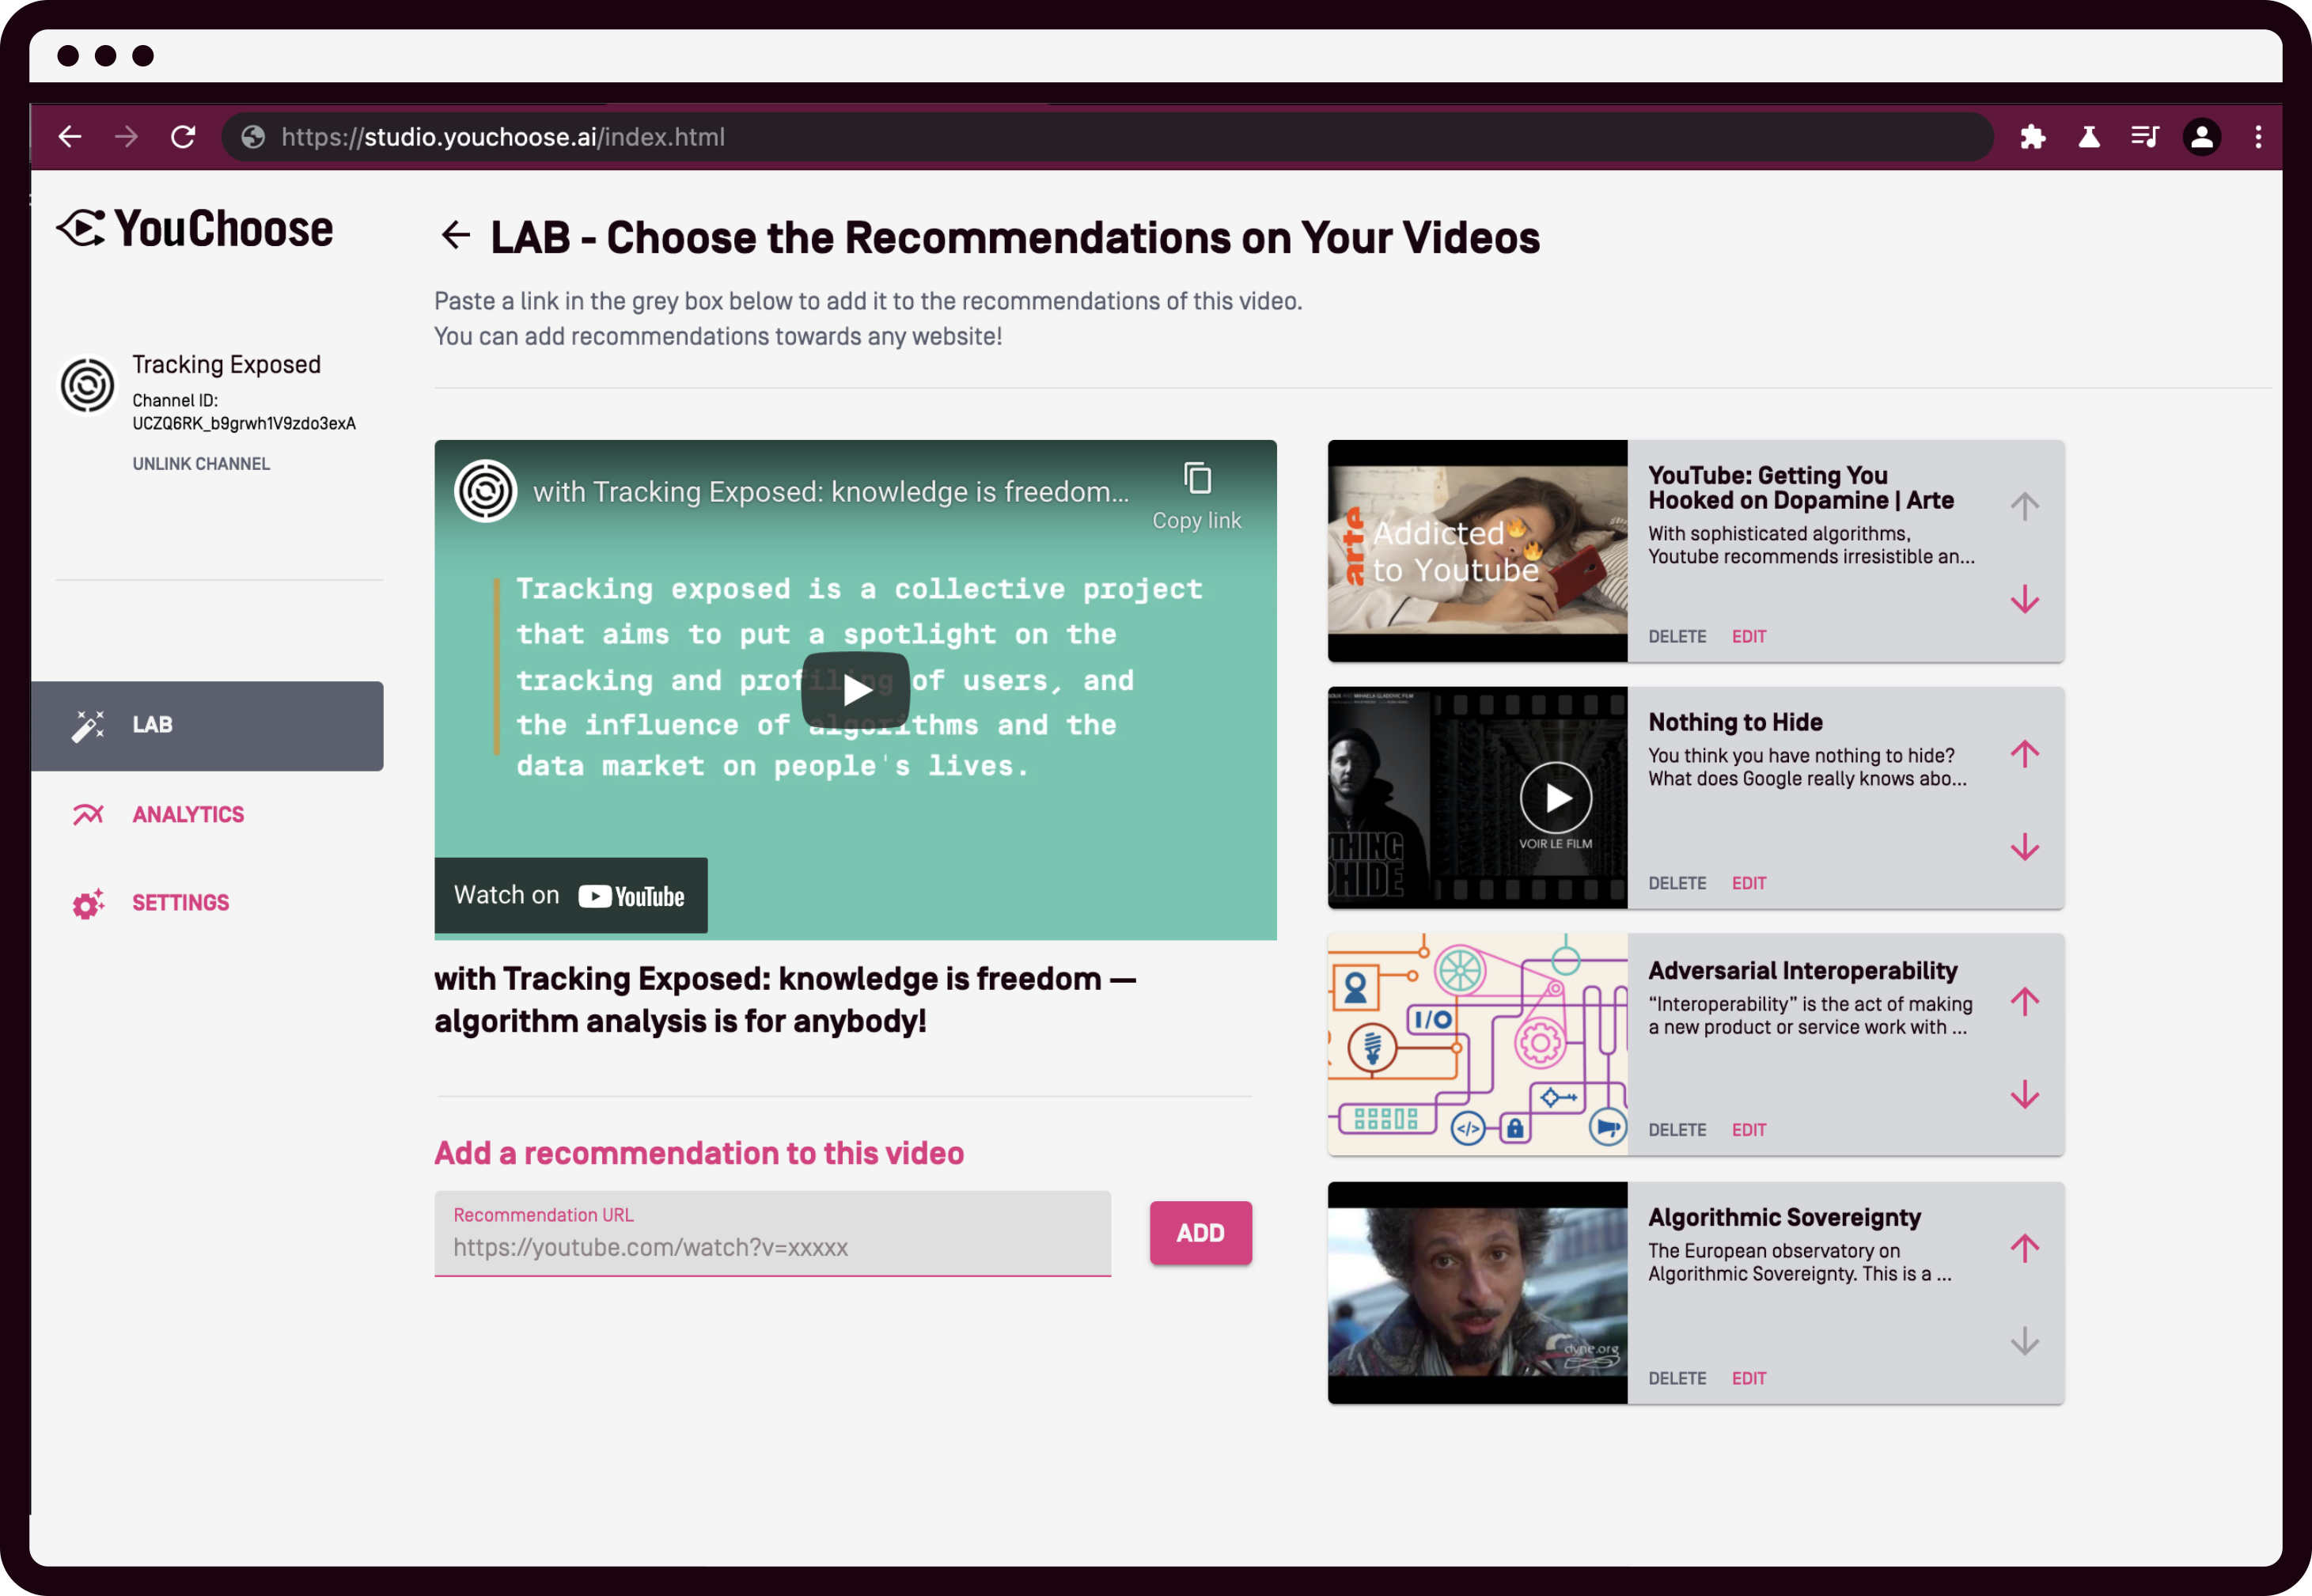 https://studio.youchoose.ai/index.html
YouChoose
LAB - Choose the Recommendations on Your Videos
Paste a link in the grey box below to add it to the recommendations of this video.
You can add recommendations towards any website!
Tracking Exposed
Channel ID:
UCZQ6RK_b9grwh1V9zdo3exA
UNLINK CHANNEL
LAB
ANALYTICS
SETTINGS
with Tracking Exposed: knowledge is freedom...
Copy link
Tracking exposed is a collective project
that aims to put a spotlight on the
tracking and profiling of users, and
the influence of algorithms and the
data market on people's lives.
Watch on YouTube
with Tracking Exposed: knowledge is freedom —
algorithm analysis is for anybody!
Add a recommendation to this video
Recommendation URL
https://youtube.com/watch?v=xxxxx
ADD
arte
Addicted
to Youtube
YouTube: Getting You
Hooked on Dopamine | Arte
With sophisticated algorithms,
Youtube recommends irresistible an...
DELETE EDIT
THING
HIDE
VOIR LE FILM
Nothing to Hide
You think you have nothing to hide?
What does Google really knows abo...
DELETE EDIT
I/O
</>
Adversarial Interoperability
“Interoperability” is the act of making
a new product or service work with ...
DELETE EDIT
dyne.org
Algorithmic Sovereignty
The European observatory on
Algorithmic Sovereignty. This is a ...
DELETE EDIT